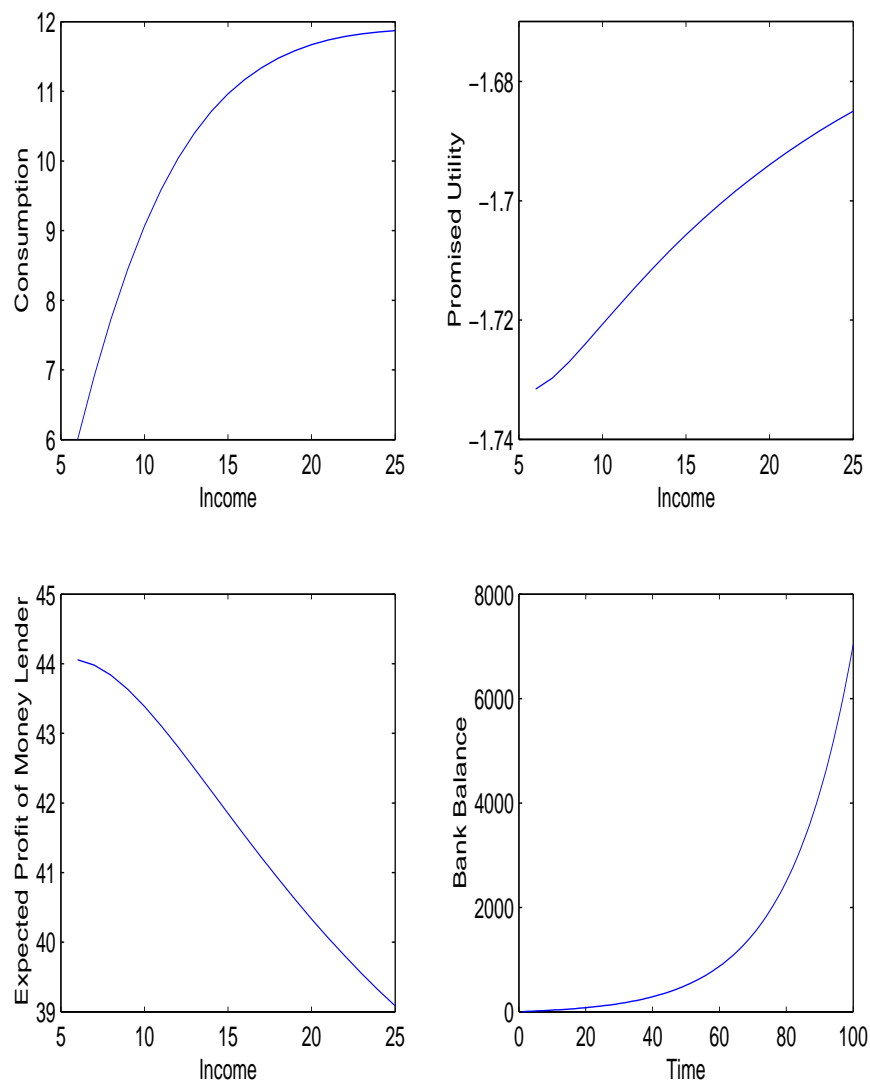 12
11
10
9
8
7
6
5 10 15 20 25
Income
Consumption
−1.68
−1.7
−1.72
−1.74
5 10 15 20 25
Income
Promised Utility
45
44
43
42
41
40
39
5 10 15 20 25
Income
Expected Profit of Money Lender
8000
6000
4000
2000
0
0 20 40 60 80 100
Time
Bank Balance